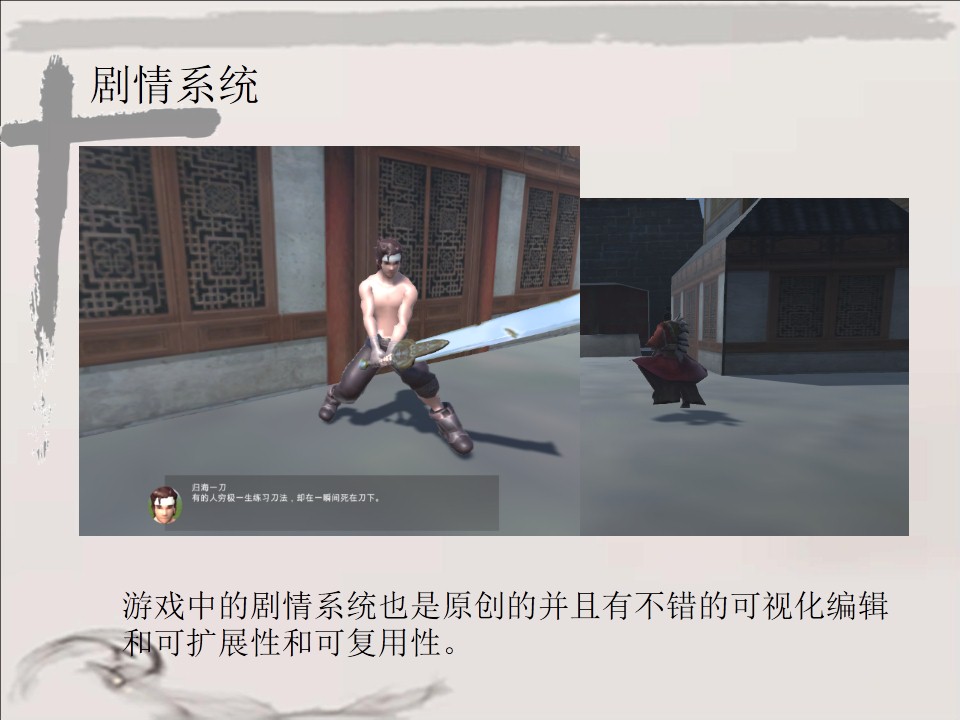 剧情系统
归海一刀
有的人穷极一生练习刀法，却在一瞬间死在刀下。
游戏中的剧情系统也是原创的并且有不错的可视化编辑
和可扩展性和可复用性。